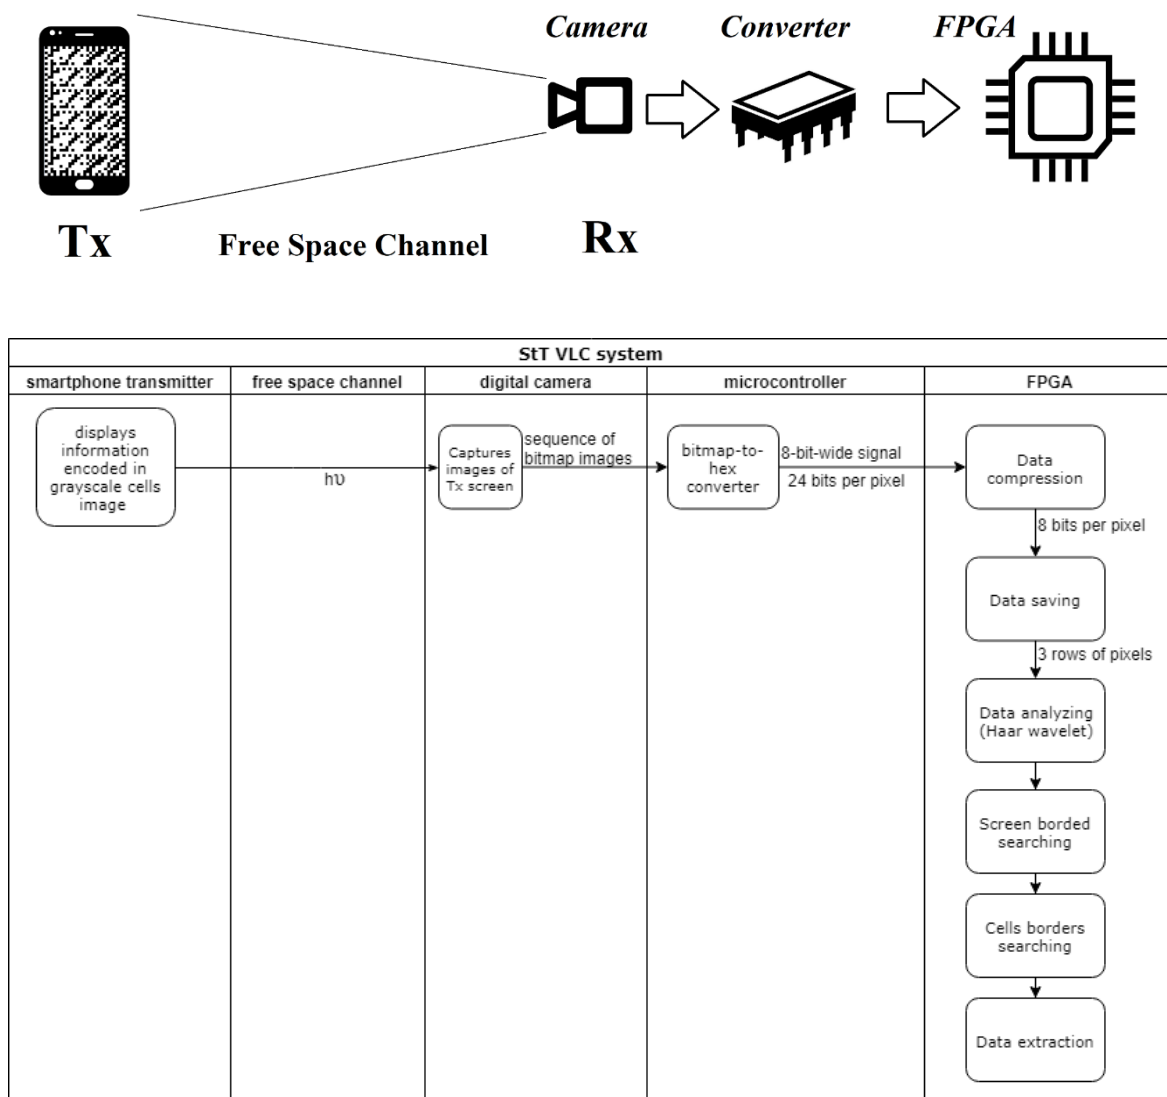 Camera
Converter
FPGA
Tx
Free Space Channel
Rx
StT VLC system
smartphone transmitter
free space channel
digital camera
microcontroller
FPGA
displays
information
encoded in
grayscale cells
image
hυ
Captures
images of
Tx screen
sequence of
bitmap images
bitmap-to-
hex
converter
8-bit-wide signal
24 bits per pixel
Data
compression
8 bits per pixel
Data saving
3 rows of pixels
Data analyzing
(Haar wavelet)
Screen borded
searching
Cells borders
searching
Data extraction